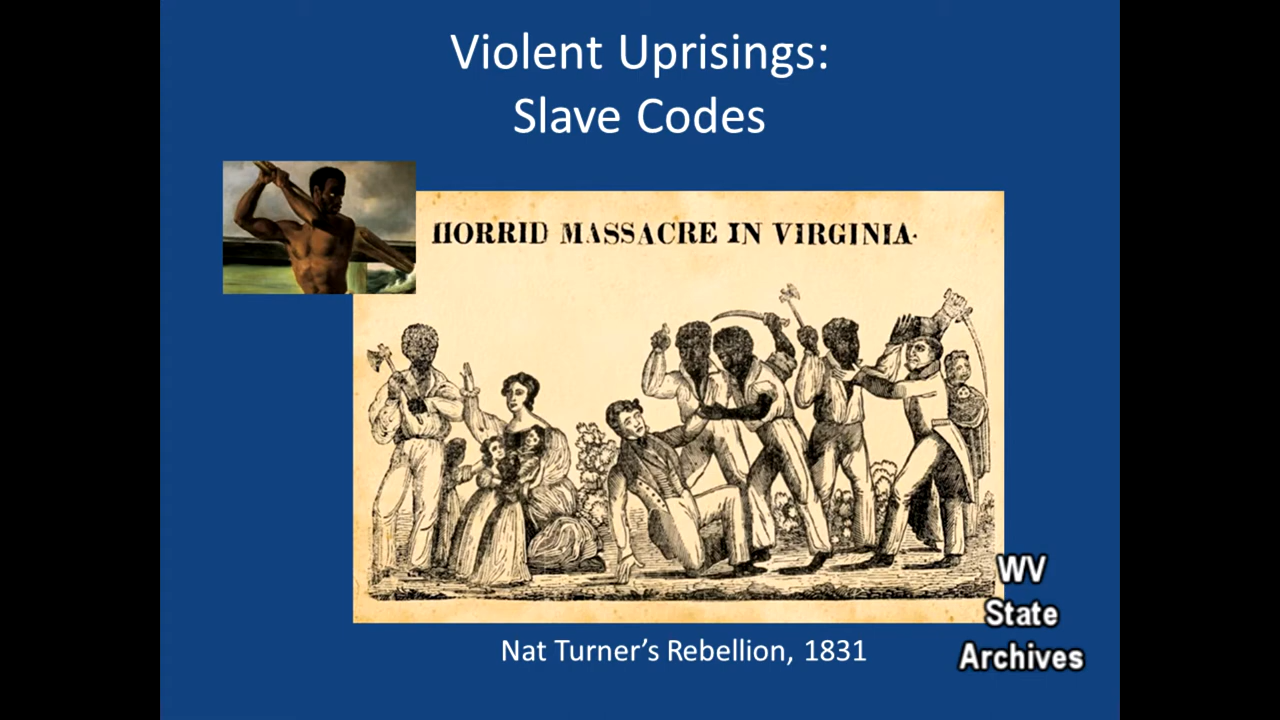 Violent Uprisings:
Slave Codes
HORRID MASSACRE IN VIRGINIA.
Nat Turner's Rebellion, 1831
WV
State
Archives